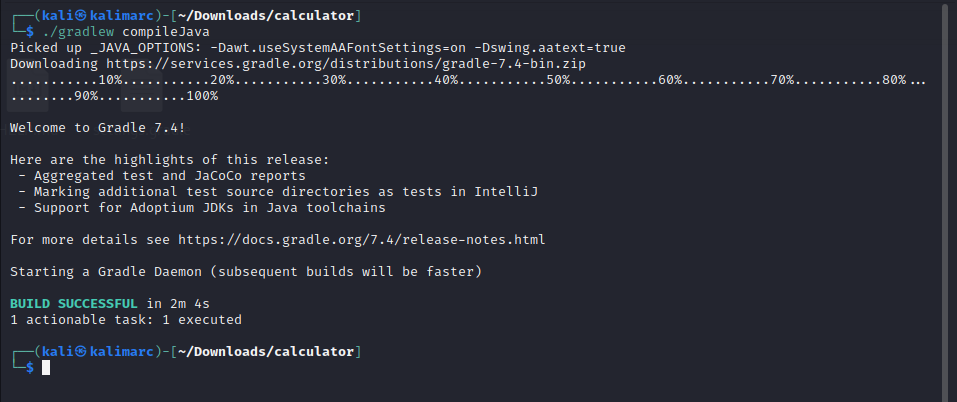 ┌──(kali㉿kalimarc)-[~/Downloads/calculator]
└─$ ./gradlew compileJava
Picked up _JAVA_OPTIONS: -Dawt.useSystemAAFontSettings=on -Dswing.aatext=true
Downloading https://services.gradle.org/distributions/gradle-7.4-bin.zip
...........10%...........20%...........30%...........40%...........50%...........60%...........70%...........80%...
........90%...........100%
Welcome to Gradle 7.4!
Here are the highlights of this release:
- Aggregated test and JaCoCo reports
- Marking additional test source directories as tests in IntelliJ
- Support for Adoptium JDKs in Java toolchains
For more details see https://docs.gradle.org/7.4/release-notes.html
Starting a Gradle Daemon (subsequent builds will be faster)
BUILD SUCCESSFUL in 2m 4s
1 actionable task: 1 executed
┌──(kali㉿kalimarc)-[~/Downloads/calculator]
└─$